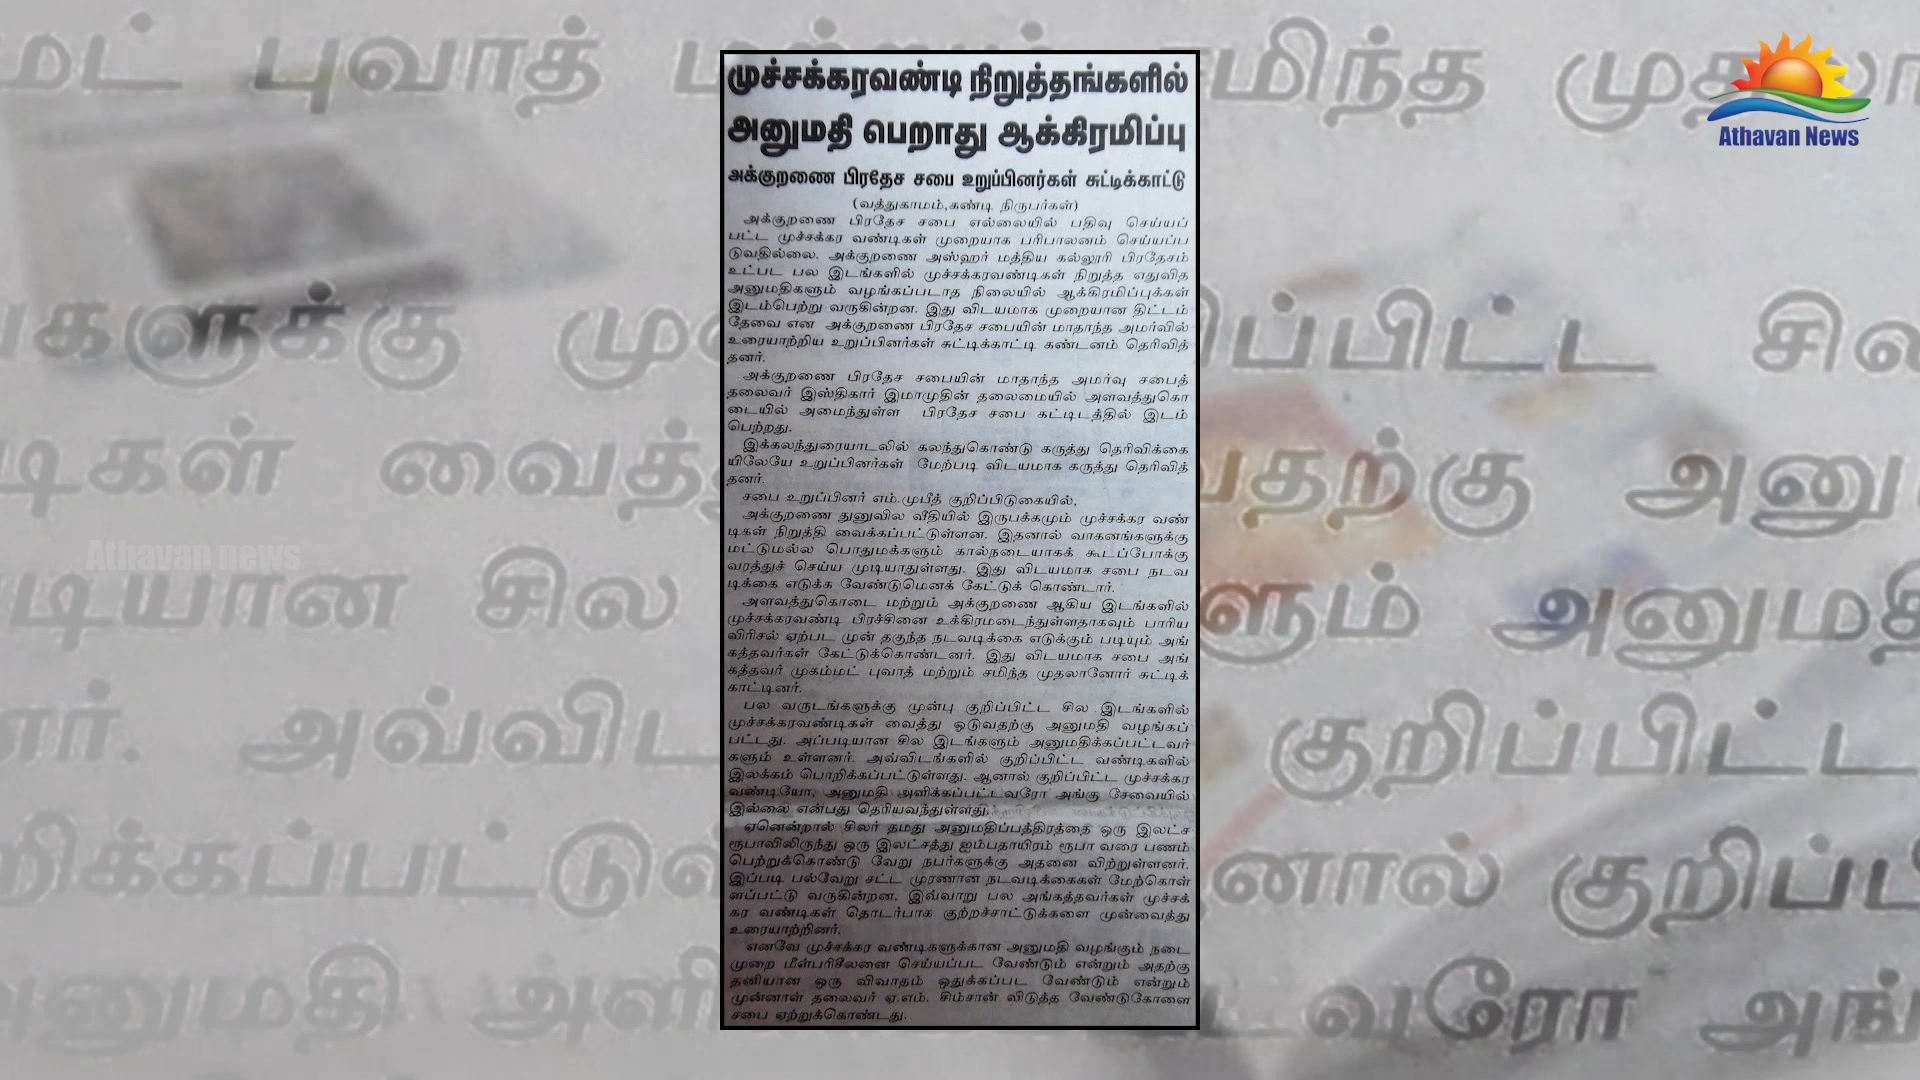 Athavan News
முச்சக்கரவண்டி நிறுத்தங்களில்
அனுமதி பெறாது ஆக்கிரமிப்பு
அக்குறணை பிரதேச சபை உறுப்பினர்கள் சுட்டிக்காட்டு
(வத்துகாமம்,கண்டி நிருபர்கள்)
அக்குறணை பிரதேச சபை எல்லையில் பதிவு செய்யப்
பட்ட முச்சக்கர வண்டிகள் முறையாக பரிபாலனம் செய்யப்ப
டுவதில்லை. அக்குறணை அஸ்ஹர் மத்திய கல்லூரி பிரதேசம்
உட்பட பல இடங்களில் முச்சக்கரவண்டிகள் நிறுத்த எதுவித
அனுமதிகளும் வழங்கப்படாத நிலையில் ஆக்கிரமிப்புக்கள்
இடம்பெற்று வருகின்றன. இது விடயமாக முறையான திட்டம்
தேவை என அக்குறணை பிரதேச சபையின் மாதாந்த அமர்வில்
உரையாற்றிய உறுப்பினர்கள் சுட்டிக்காட்டி கண்டனம் தெரிவித்
தனர்.
அக்குறணை பிரதேச சபையின் மாதாந்த அமர்வு சபைத்
தலைவர் இஸ்திகார் இமாமுதின் தலைமையில் அளவத்துகொ
டையில் அமைந்துள்ள பிரதேச சபை கட்டிடத்தில் இடம்
பெற்றது.
இக்கலந்துரையாடலில் கலந்துகொண்டு கருத்து தெரிவிக்கை
யிலேயே உறுப்பினர்கள் மேற்படி விடயமாக கருத்து தெரிவித்
தனர்.
சபை உறுப்பினர் எம்.முபீத் குறிப்பிடுகையில்,
அக்குறணை துனுவில வீதியில் இருபக்கமும் முச்சக்கர வண்
டிகள் நிறுத்தி வைக்கப்பட்டுள்ளன. இதனால் வாகனங்களுக்கு
மட்டுமல்ல பொதுமக்களும் கால்நடையாகக் கூடப்போக்கு
வரத்துச் செய்ய முடியாதுள்ளது. இது விடயமாக சபை நடவ
டிக்கை எடுக்க வேண்டுமெனக் கேட்டுக் கொண்டார்.
அளவத்துகொடை மற்றும் அக்குறணை ஆகிய இடங்களில்
முச்சக்கரவண்டி பிரச்சினை உக்கிரமடைந்துள்ளதாகவும் பாரிய
விரிசல் ஏற்பட முன் தகுந்த நடவடிக்கை எடுக்கும் படியும் அங்
கத்தவர்கள் கேட்டுக்கொண்டனர். இது விடயமாக சபை அங்
கத்தவர் முகம்மட் புவாத் மற்றும் சமிந்த முதலானோர் சுட்டிக்
காட்டினர்.
பல வருடங்களுக்கு முன்பு குறிப்பிட்ட சில இடங்களில்
முச்சக்கரவண்டிகள் வைத்து ஓடுவதற்கு அனுமதி வழங்கப்
பட்டது. அப்படியான சில இடங்களும் அனுமதிக்கப்பட்டவர்
களும் உள்ளனர். அவ்விடங்களில் குறிப்பிட்ட வண்டிகளில்
இலக்கம் பொறிக்கப்பட்டுள்ளது. ஆனால் குறிப்பிட்ட முச்சக்கர
வண்டியோ, அனுமதி அளிக்கப்பட்டவரோ அங்கு சேவையில்
இல்லை என்பது தெரியவந்துள்ளது.
ஏனென்றால் சிலர் தமது அனுமதிப்பத்திரத்தை ஒரு இலட்ச
ரூபாவிலிருந்து ஒரு இலட்சத்து ஐம்பதாயிரம் ரூபா வரை பணம்
பெற்றுக்கொண்டு வேறு நபர்களுக்கு அதனை விற்றுள்ளனர்.
இப்படி பல்வேறு சட்ட முரணான நடவடிக்கைகள் மேற்கொள்
ளப்பட்டு வருகின்றன. இவ்வாறு பல அங்கத்தவர்கள் முச்சக்
கர வண்டிகள் தொடர்பாக குற்றச்சாட்டுக்களை முன்வைத்து
உரையாற்றினர்.
எனவே முச்சக்கர வண்டிகளுக்கான அனுமதி வழங்கும் நடை
முறை மீள்பரிசீலனை செய்யப்பட வேண்டும் என்றும் அதற்கு
தனியான ஒரு விவாதம் ஒதுக்கப்பட வேண்டும் என்றும்
முன்னாள் தலைவர் ஏ.எம். சிம்சான் விடுத்த வேண்டுகோளை
சபை ஏற்றுக்கொண்டது.
Athavan news